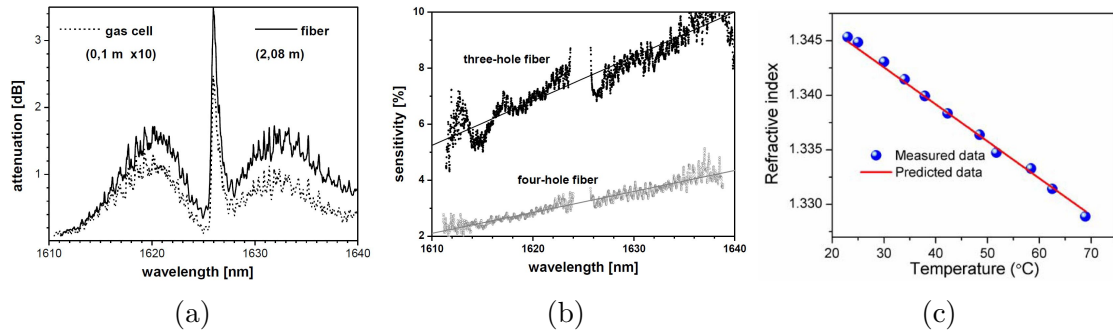 gas cell
(0,1 m x10)
fiber
(2,08 m)
attenuation [dB]
3
2
1
1610
1620
1630
1640
wavelength [nm]
(a)
three-hole fiber
four-hole fiber
sensitivity [%]
10
8
6
4
2
1610
1620
1630
1640
wavelength [nm]
(b)
Refractive index
1.345
1.340
1.335
1.330
Measured data
Predicted data
20
30
40
50
60
70
Temperature (°C)
(c)